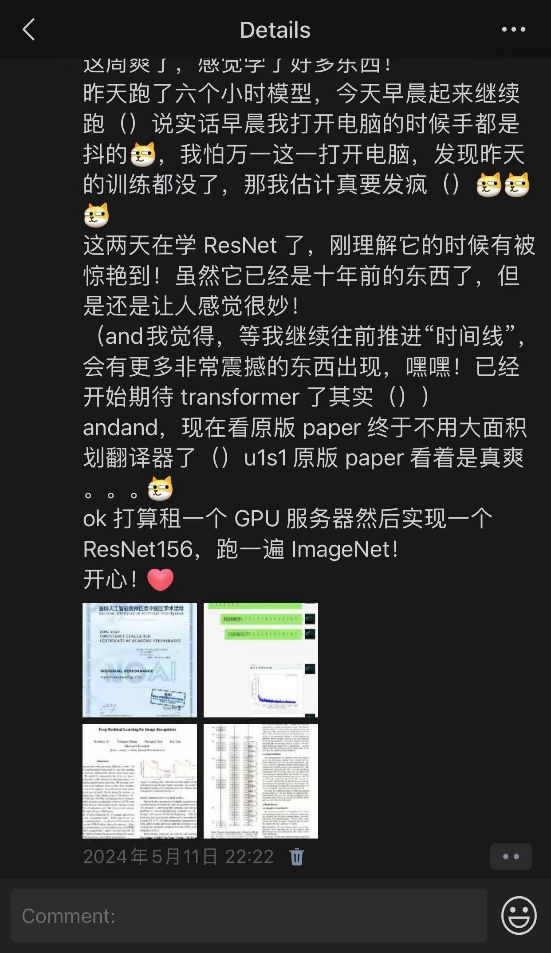 Details
这周爽了，感觉学了好多东西！
昨天跑了六个小时模型，今天早晨起来继续
跑（）说实话早晨我打开电脑的时候手都是
抖的，我怕万一这一打开电脑，发现昨天
的训练都没了，那我估计真要发疯（）
这两天在学 ResNet 了，刚理解它的时候有被
惊艳到！虽然它已经是十年前的东西了，但
是还是让人感觉很妙！
（and我觉得，等我继续往前推进“时间线”，
会有更多非常震撼的东西出现，嘿嘿！已经
开始期待 transformer 了其实（））
andand，现在看原版 paper 终于不用大面积
划翻译器了（）u1s1 原版 paper 看着是真爽
。。。
ok 打算租一个 GPU 服务器然后实现一个
ResNet156，跑一遍 ImageNet！
开心！
Deep Residual Learning for Image Recognition
2024年5月11日 22:22
Comment: